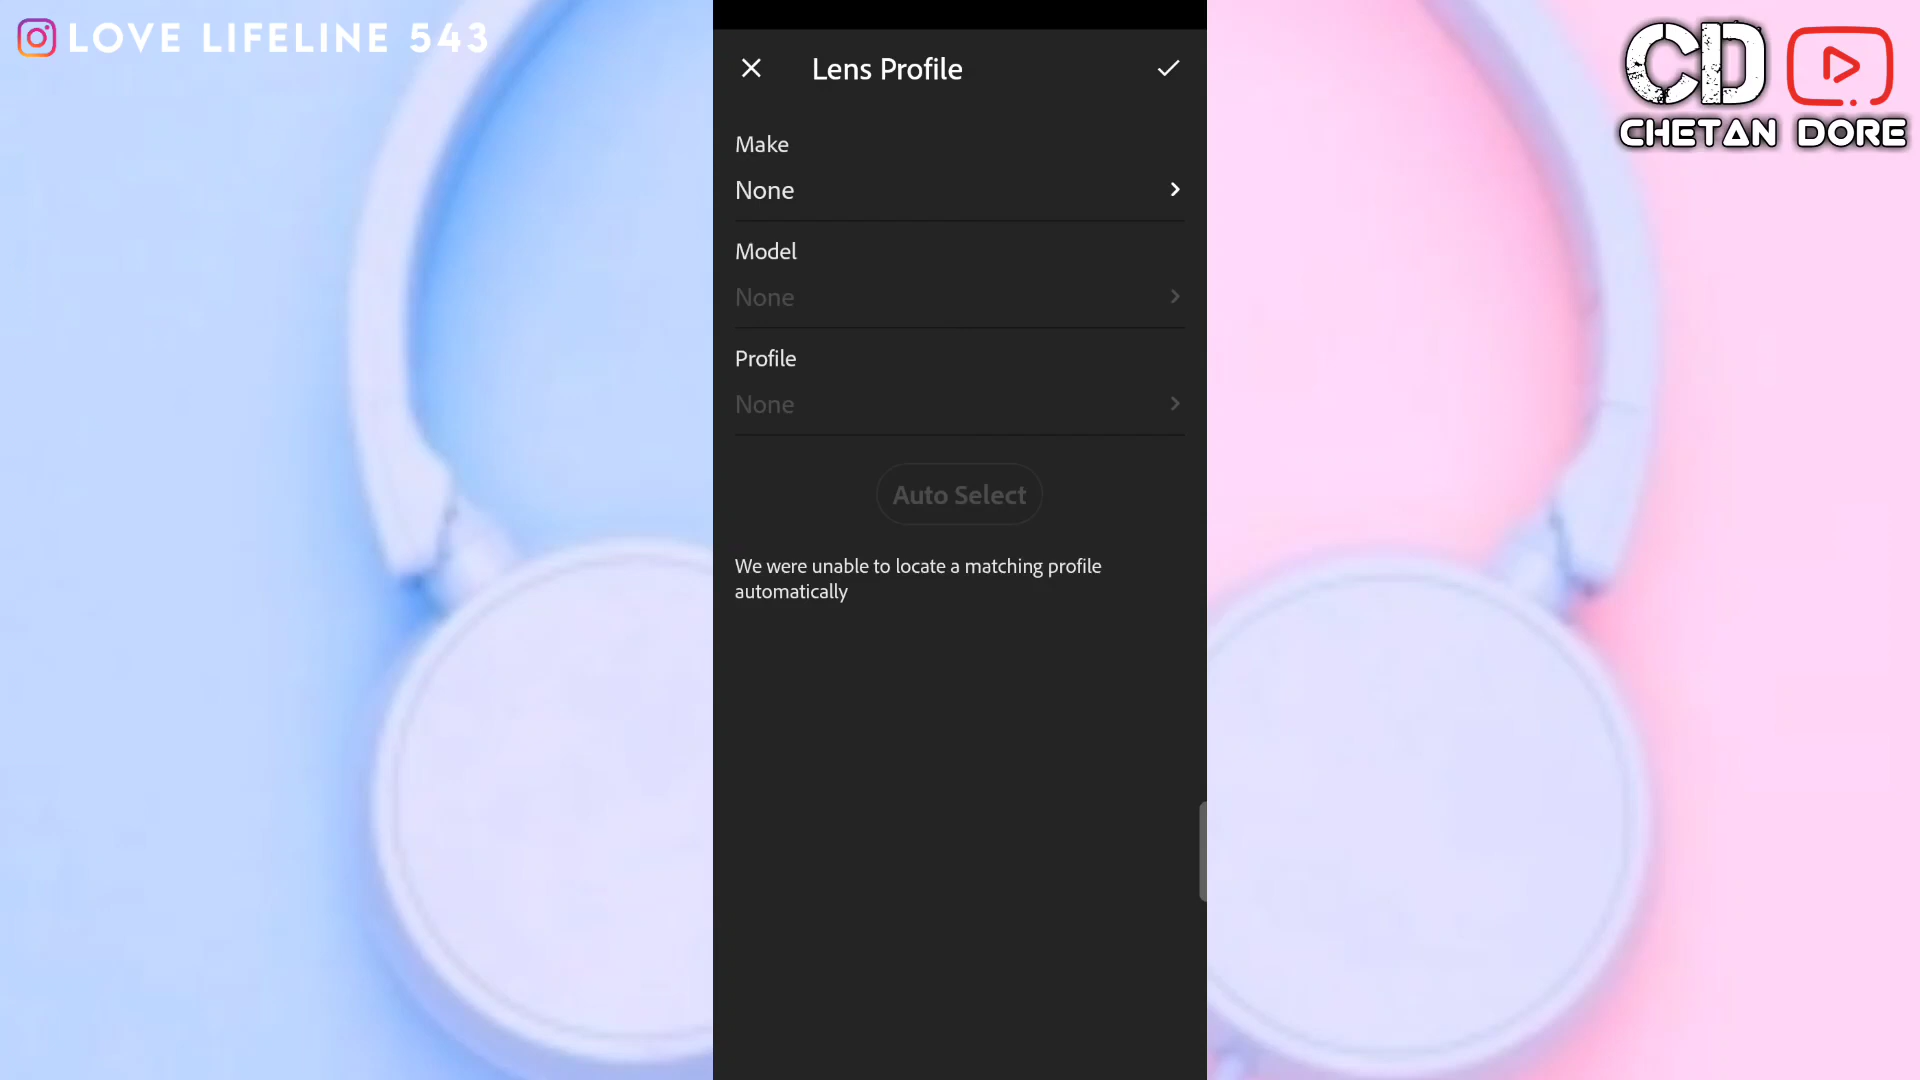 LOVE LIFELINE 543
CD
CHETAN DORE
Lens Profile
Make
None
Model
None
Profile
None
Auto Select
We were unable to locate a matching profile
automatically